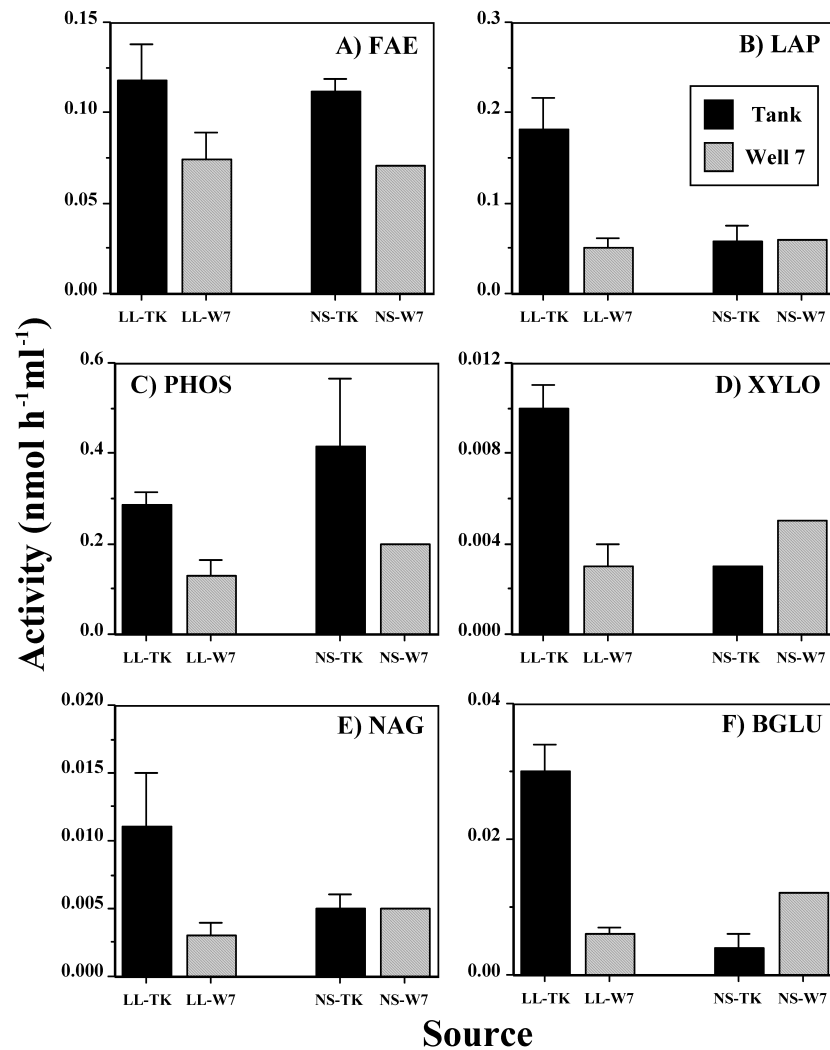 A) FAE
0.15
0.10
0.05
0.00
LL-TK LL-W7 NS-TK NS-W7
B) LAP
Tank
Well 7
0.3
0.2
0.1
0.0
LL-TK LL-W7 NS-TK NS-W7
Activity (nmol h-1ml-1)
C) PHOS
0.6
0.4
0.2
0.0
LL-TK LL-W7 NS-TK NS-W7
D) XYLO
0.012
0.008
0.004
0.000
LL-TK LL-W7 NS-TK NS-W7
E) NAG
0.020
0.015
0.010
0.005
0.000
LL-TK LL-W7 NS-TK NS-W7
F) BGLU
0.04
0.02
0.00
LL-TK LL-W7 NS-TK NS-W7
Source